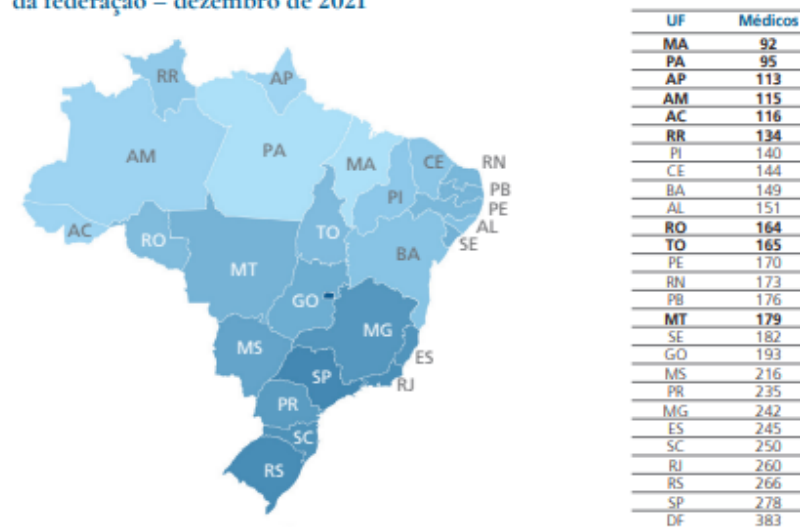 da federação – dezembro de 2021
RR
AP
AM
PA
MA
CE
RN
PI
PB
PE
AL
SE
AC
RO
TO
BA
MT
GO
MG
MS
ES
SP
RJ
PR
SC
RS
UF Médicos
MA 92
PA 95
AP 113
AM 115
AC 116
RR 134
PI 140
CE 144
BA 149
AL 151
RO 164
TO 165
PE 170
RN 173
PB 176
MT 179
SE 182
GO 193
MS 216
PR 235
MG 242
ES 245
SC 250
RJ 260
RS 266
SP 278
DF 383